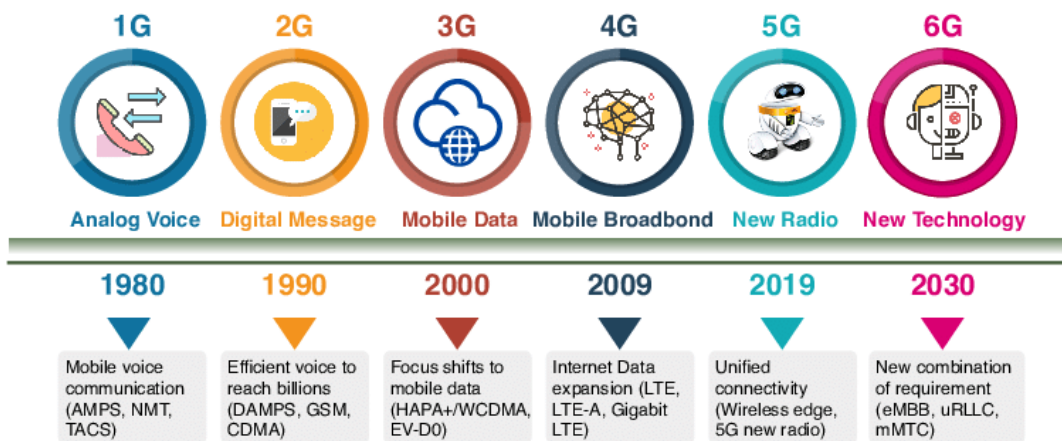 1G 2G 3G 4G 5G 6G
Analog Voice Digital Message Mobile Data Mobile Broadbond New Radio New Technology
1980 1990 2000 2009 2019 2030
Mobile voice
communication
(AMPS, NMT,
TACS)
Efficient voice to
reach billions
(DAMPS, GSM,
CDMA)
Focus shifts to
mobile data
(HAPA+/WCDMA,
EV-D0)
Internet Data
expansion (LTE,
LTE-A, Gigabit
LTE)
Unified
connectivity
(Wireless edge,
5G new radio)
New combination
of requirement
(eMBB, uRLLC,
mMTC)